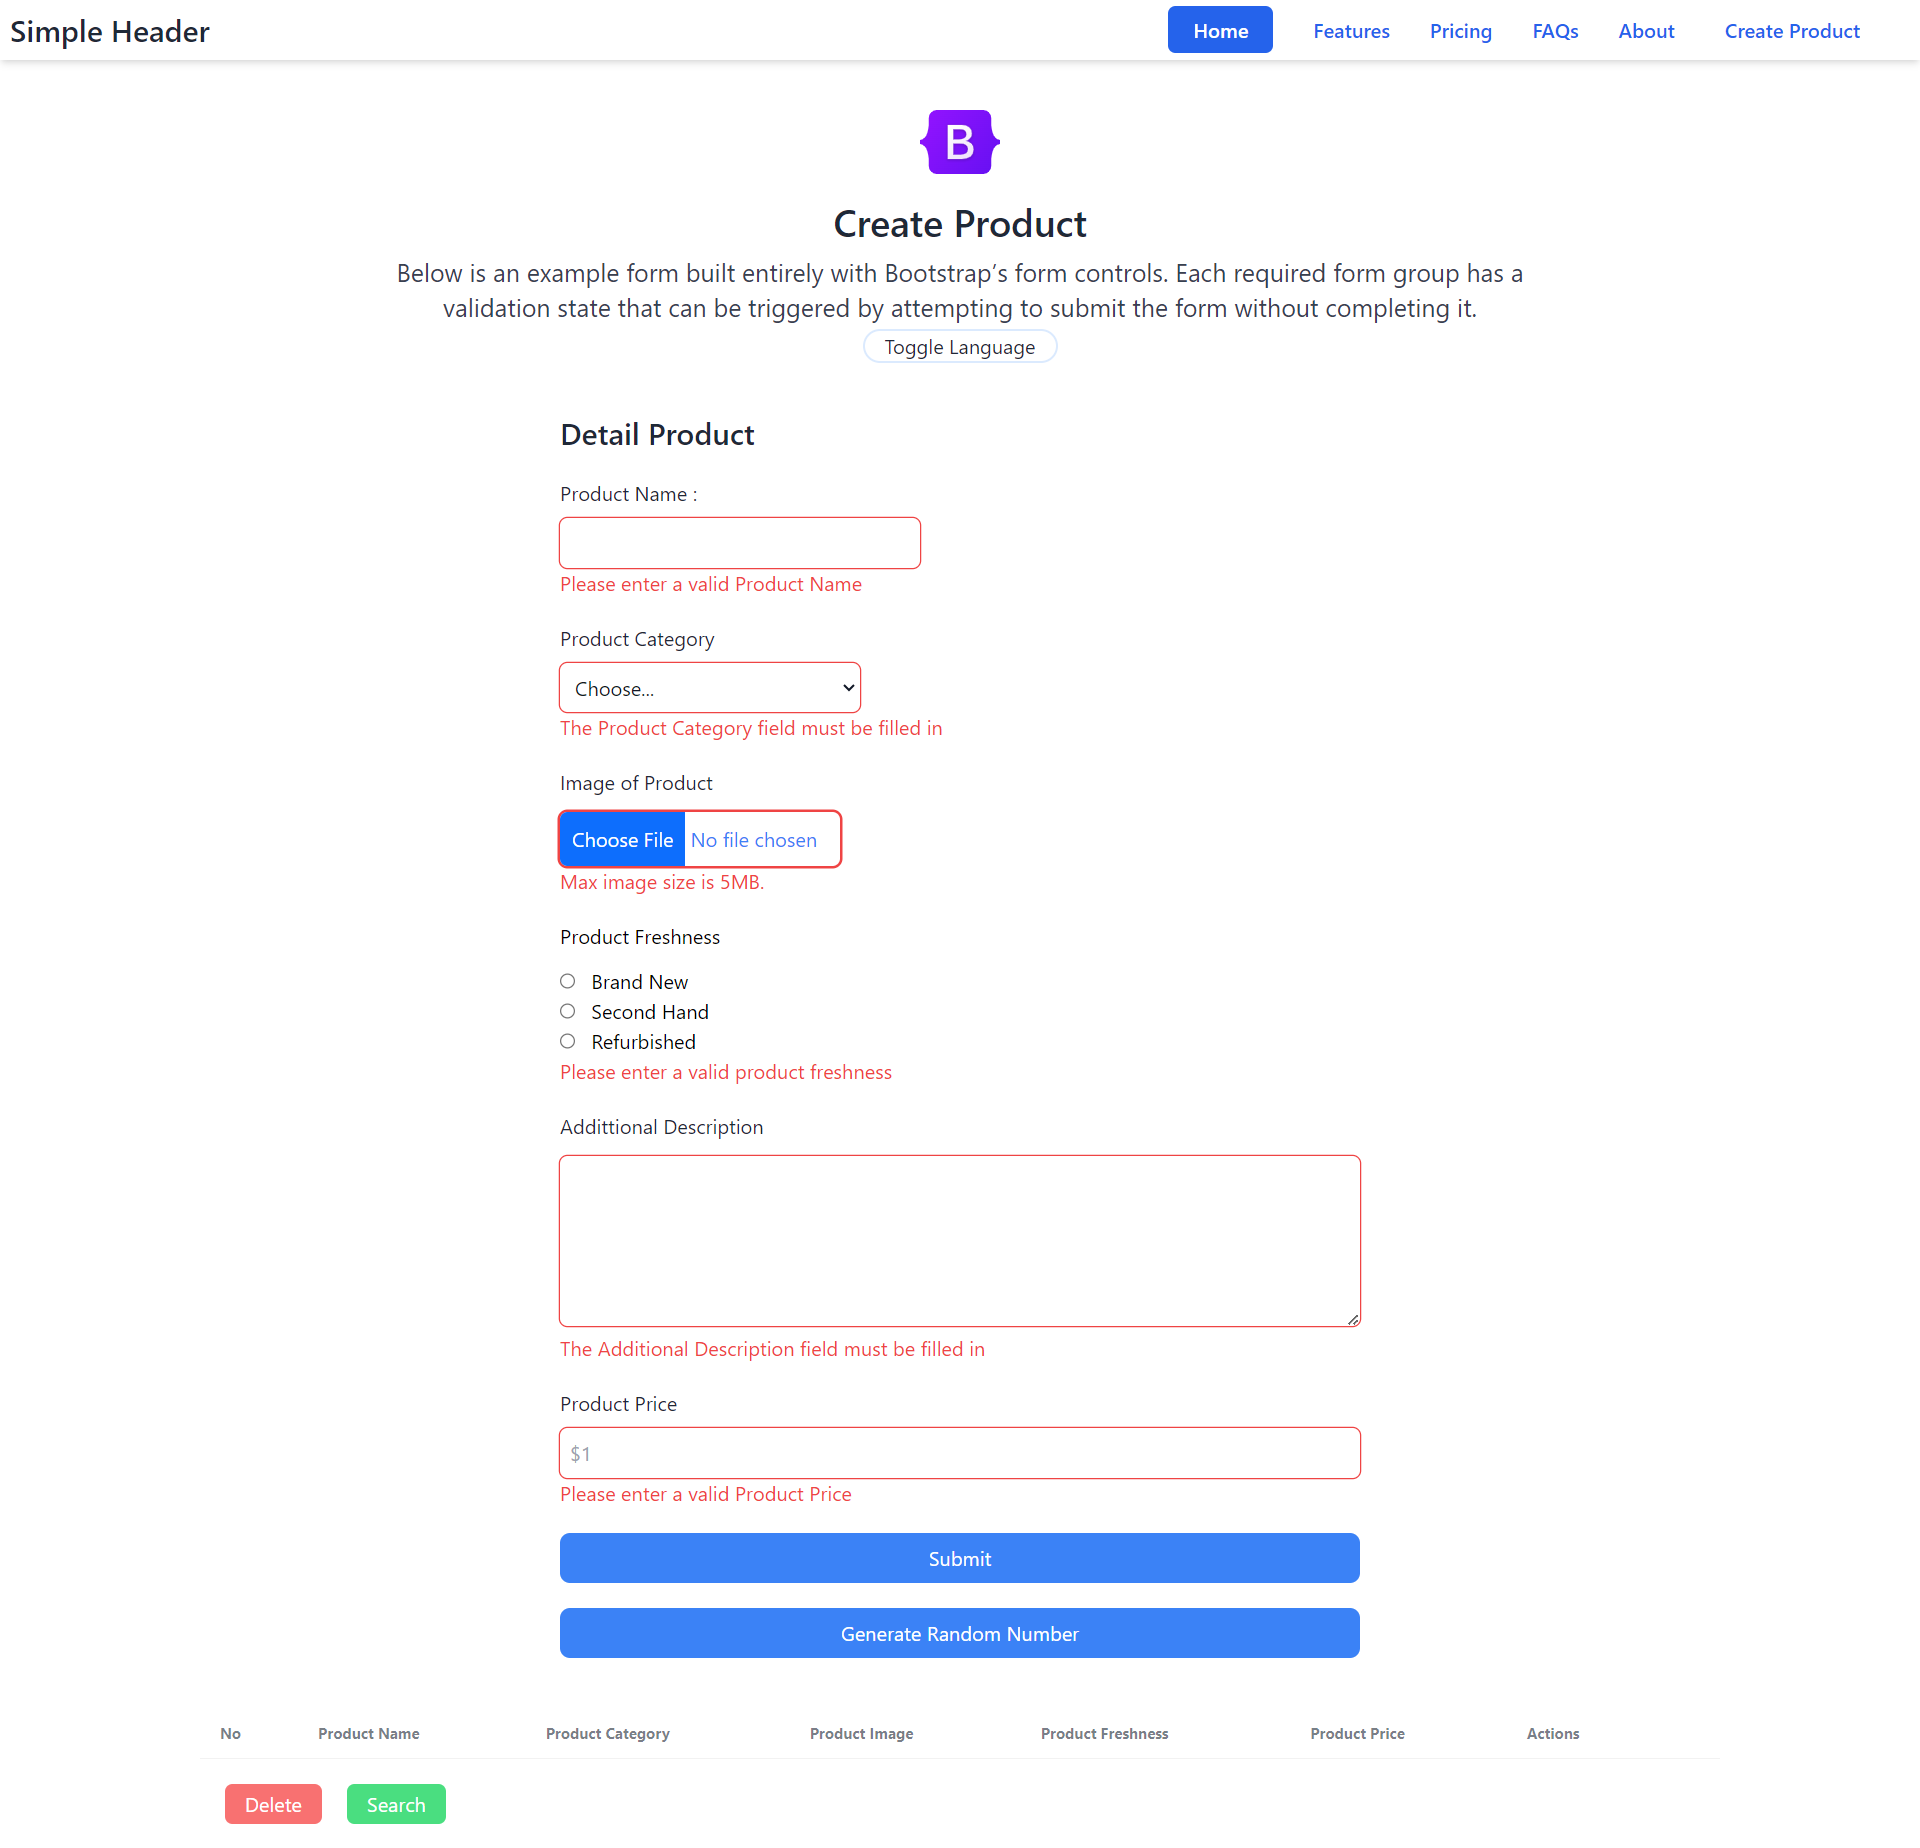 Simple Header
Home
Features
Pricing
FAQs
About
Create Product
B
Create Product
Below is an example form built entirely with Bootstrap’s form controls. Each required form group has a
validation state that can be triggered by attempting to submit the form without completing it.
Toggle Language
Detail Product
Product Name :
Please enter a valid Product Name
Product Category
Choose...
The Product Category field must be filled in
Image of Product
Choose File No file chosen
Max image size is 5MB.
Product Freshness
Brand New
Second Hand
Refurbished
Please enter a valid product freshness
Addittional Description
The Additional Description field must be filled in
Product Price
$1
Please enter a valid Product Price
Submit
Generate Random Number
No Product Name Product Category Product Image Product Freshness Product Price Actions
Delete Search